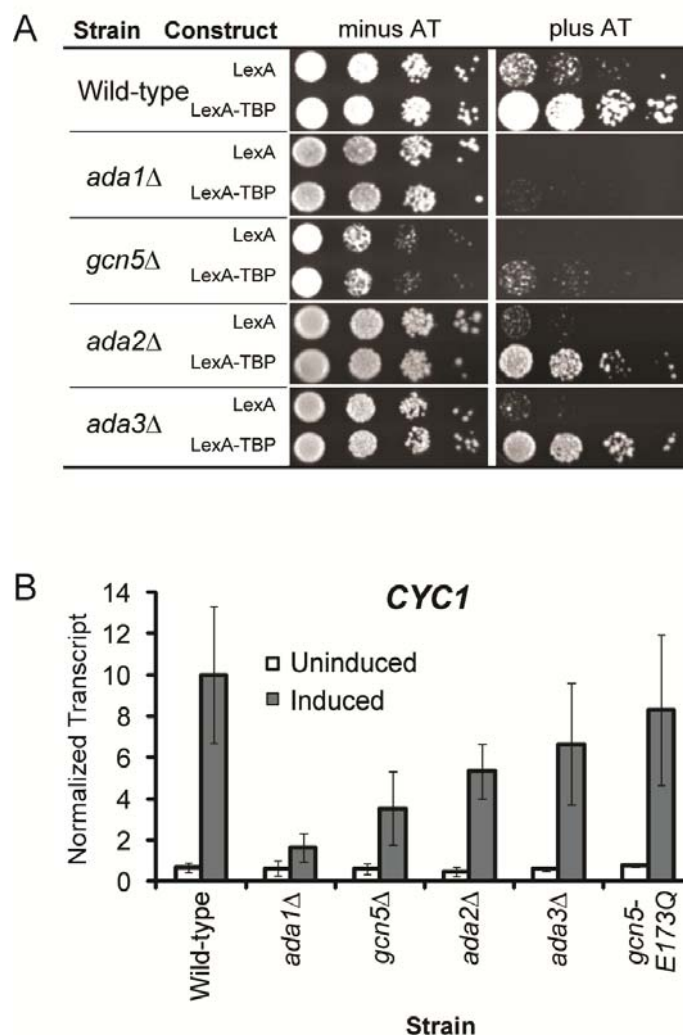 A
Strain Construct minus AT plus AT
Wild-type LexA
LexA-TBP
ada1Δ LexA
LexA-TBP
gcn5Δ LexA
LexA-TBP
ada2Δ LexA
LexA-TBP
ada3Δ LexA
LexA-TBP
B
CYC1
Normalized Transcript
14
12
10
8
6
4
2
0
Uninduced
Induced
Wild-type
ada1Δ
gcn5Δ
ada2Δ
ada3Δ
gcn5-
E173Q
Strain